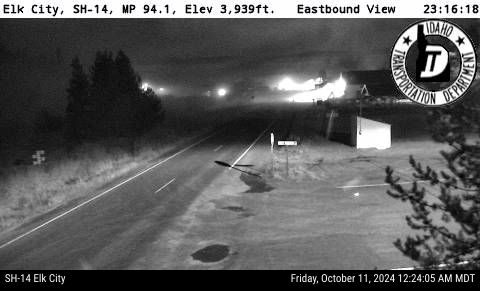 Elk City, SH-14, MP 94.1, Elev 3,939ft. Eastbound View 23:16:18
IDAHO
TRANSPORTATION DEPARTMENT
SH-14 Elk City Friday, October 11, 2024 12:24:05 AM MDT